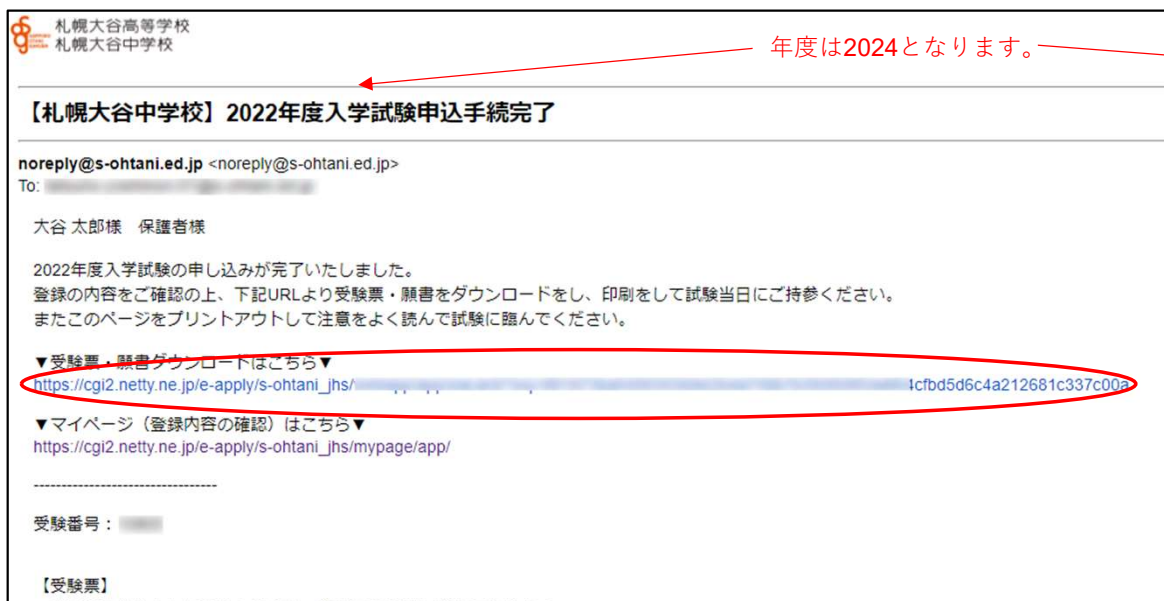 札幌大谷高等学校
札幌大谷中学校
年度は2024となります。
【札幌大谷中学校】2022年度入学試験申込手続完了
noreply@s-ohtani.ed.jp <noreply@s-ohtani.ed.jp>
To:
大谷 太郎様　保護者様
2022年度入学試験の申し込みが完了いたしました。
登録の内容をご確認の上、下記URLより受験票・願書をダウンロードをし、印刷をして試験当日にご持参ください。
またこのページをプリントアウトして注意をよく読んで試験に臨んでください。
▼受験票・願書ダウンロードはこちら▼
https://cgi2.netty.ne.jp/e-apply/s-ohtani_jhs/ 4cfbd5d6c4a212681c337c00a
▼マイページ（登録内容の確認）はこちら▼
https://cgi2.netty.ne.jp/e-apply/s-ohtani_jhs/mypage/app/
---------------------------------
受験番号：
【受験票】